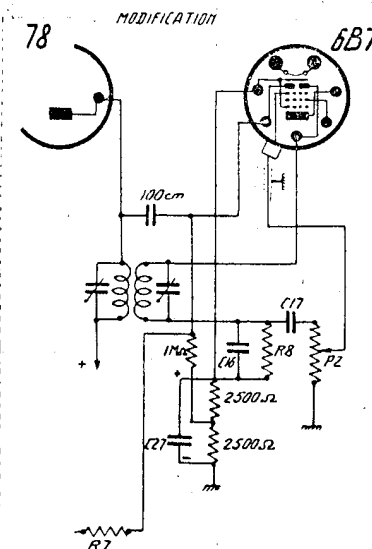 MODIFICATION
78
6B7
100cm
C17
+
1MΩ
C16
R8
P2
+
2500Ω
C27
2500Ω
-
R7